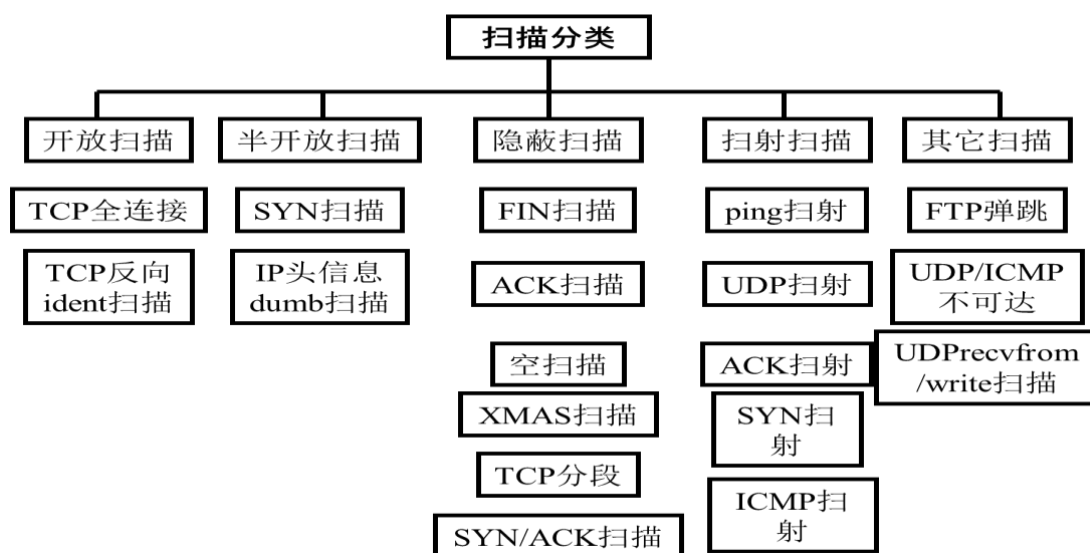 扫描分类
开放扫描
半开放扫描
隐蔽扫描
扫射扫描
其它扫描
TCP全连接
SYN扫描
FIN扫描
ping扫射
FTP弹跳
TCP反向
ident扫描
IP头信息
dumb扫描
ACK扫描
UDP扫射
UDP/ICMP
不可达
空扫描
ACK扫射
UDPrecvfrom
/write扫描
XMAS扫描
SYN扫
射
TCP分段
ICMP扫
射
SYN/ACK扫描